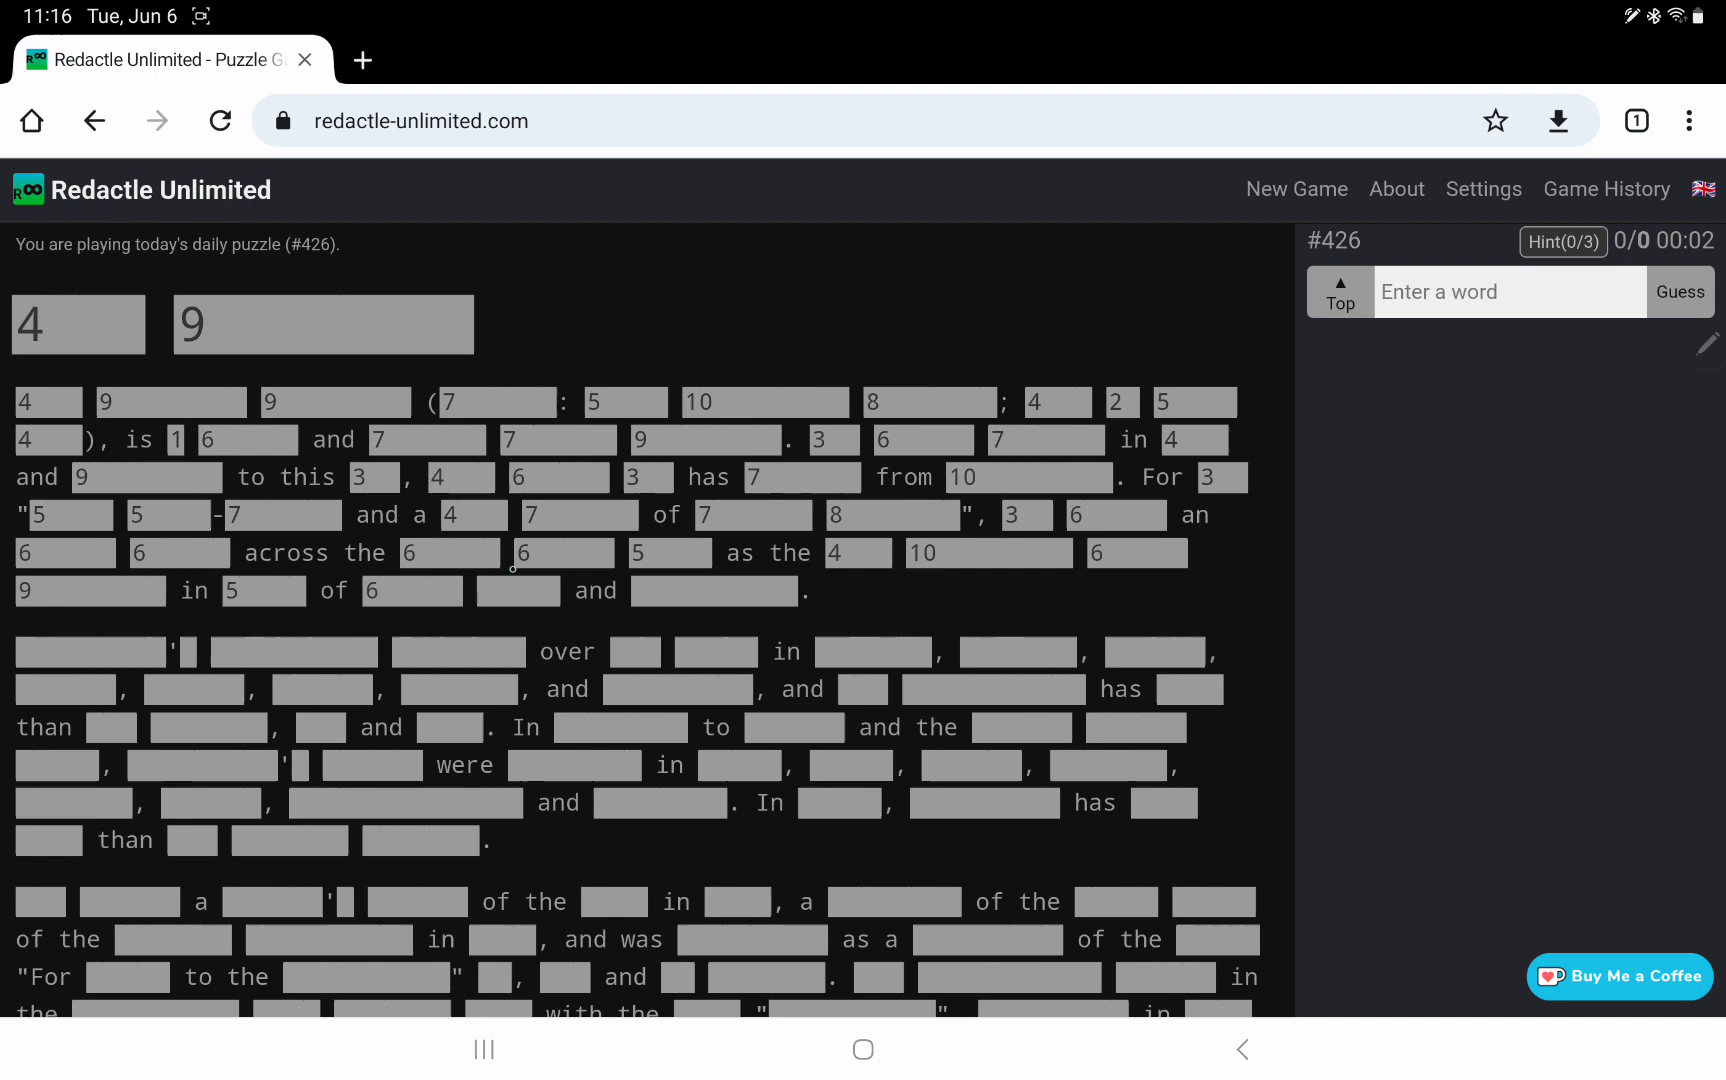 11:16 Tue, Jun 6
Redactle Unlimited - Puzzle G
redactle-unlimited.com
1
R∞ Redactle Unlimited
New Game About Settings Game History
You are playing today's daily puzzle (#426).
#426 Hint(0/3) 0/0 00:02
▲ Top Enter a word Guess
4 9
4 9 9 (7: 5 10 8; 4 2 5
4), is 1 6 and 7 7 9. 3 6 7 in 4
and 9 to this 3, 4 6 3 has 7 from 10. For 3
"5 5-7 and a 4 7 of 7 8", 3 6 an
6 6 across the 6 6 5 as the 4 10 6
9 in 5 of 6 and .
' over in , , ,
, , , , and , and has
than , and . In to and the
, ' were in , , , ,
, , and . In , has
than .
a ' of the in , a of the
of the in , and was as a of the
"For to the " , and . in
the with the " ", in
Buy Me a Coffee